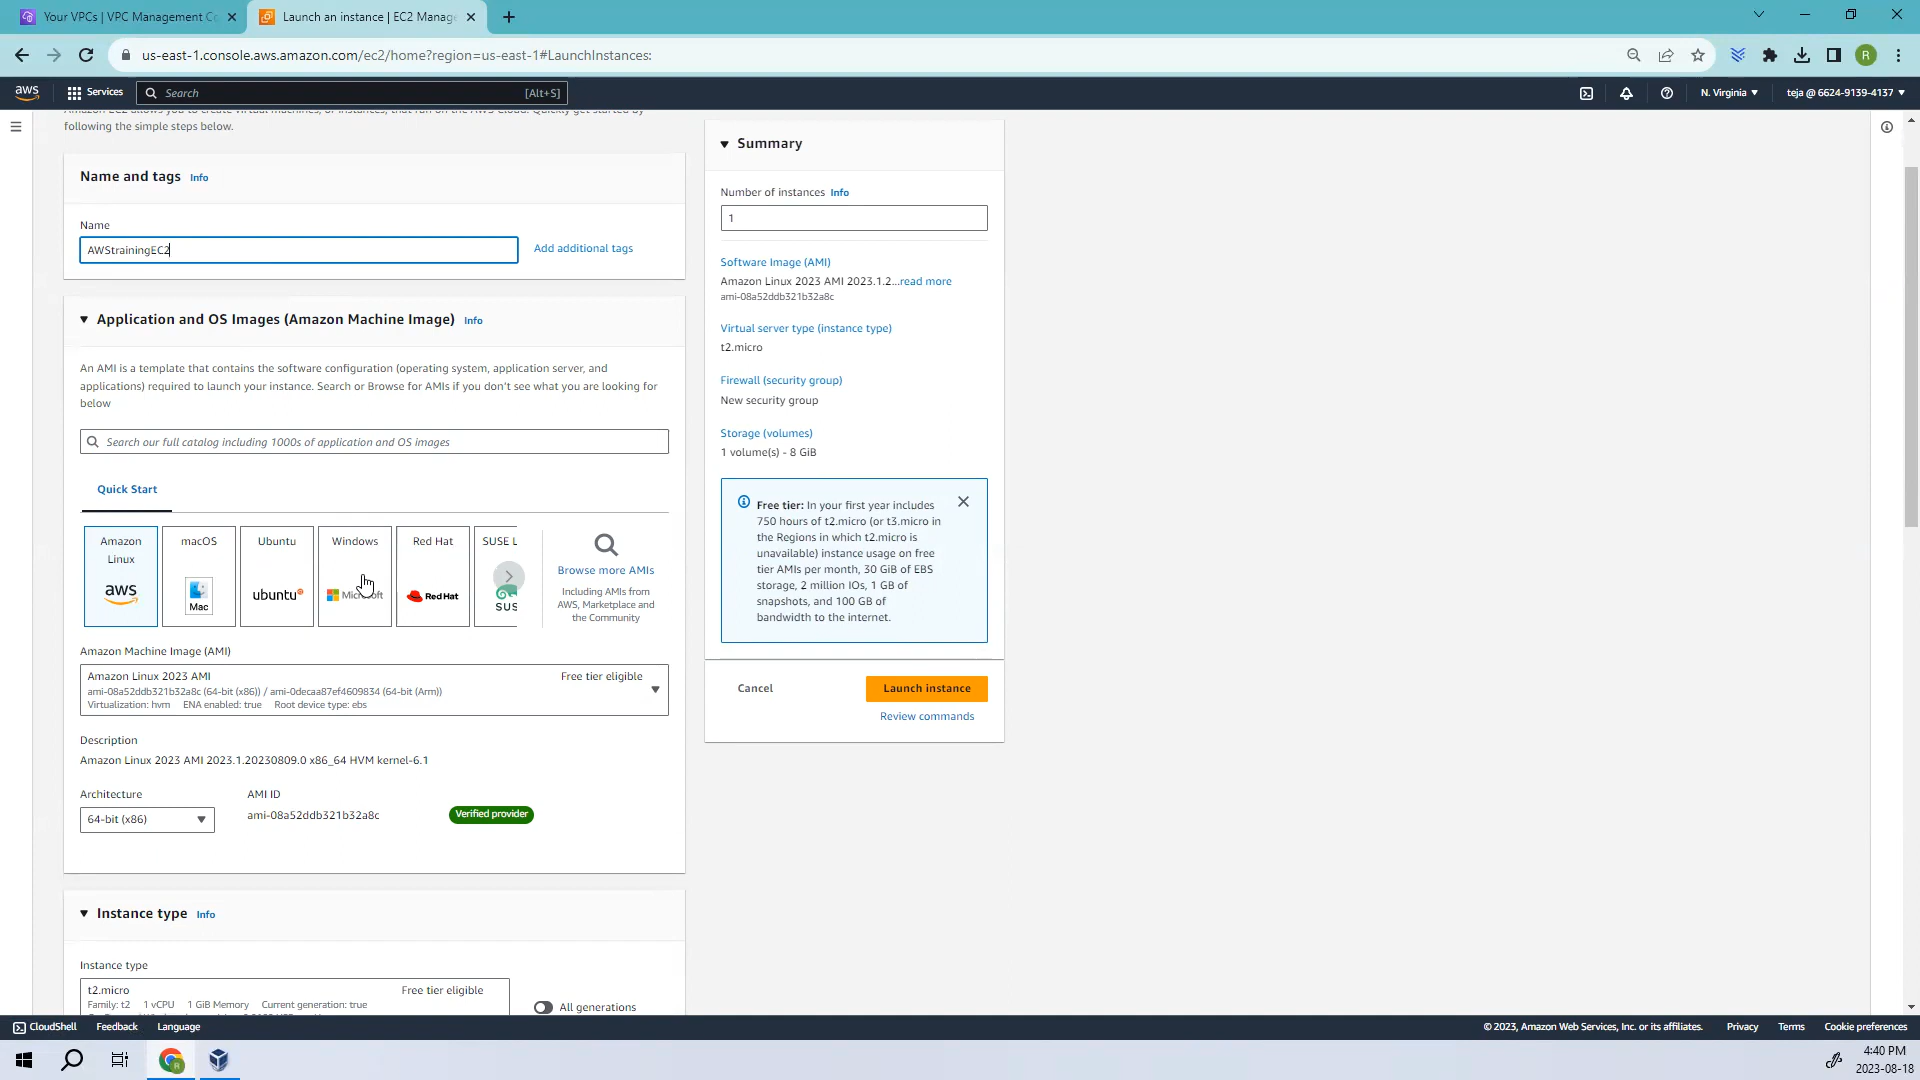 Your VPCs | VPC Management Co
Launch an instance | EC2 Manage
us-east-1.console.aws.amazon.com/ec2/home?region=us-east-1#LaunchInstances:
R
aws
Services
Search
[Alt+S]
N. Virginia
teja @ 6624-9139-4137
Amazon EC2 allows you to create virtual machines, or instances, that run on the AWS Cloud. Quickly get started by
following the simple steps below.
Name and tags Info
Name
AWStrainingEC2
Add additional tags
Application and OS Images (Amazon Machine Image) Info
An AMI is a template that contains the software configuration (operating system, application server, and
applications) required to launch your instance. Search or Browse for AMIs if you don't see what you are looking for
below
Search our full catalog including 1000s of application and OS images
Quick Start
Amazon
Linux
aws
macOS
Mac
Ubuntu
ubuntu
Windows
Microsoft
Red Hat
Red Hat
SUSE L
SUS
Browse more AMIs
Including AMIs from
AWS, Marketplace and
the Community
Amazon Machine Image (AMI)
Amazon Linux 2023 AMI
Free tier eligible
ami-08a52ddb321b32a8c (64-bit (x86)) / ami-0decaa87ef4609834 (64-bit (Arm))
Virtualization: hvm ENA enabled: true Root device type: ebs
Description
Amazon Linux 2023 AMI 2023.1.20230809.0 x86_64 HVM kernel-6.1
Architecture
64-bit (x86)
AMI ID
ami-08a52ddb321b32a8c
Verified provider
Instance type Info
Instance type
t2.micro
Free tier eligible
Family: t2 1 vCPU 1 GiB Memory Current generation: true
All generations
Summary
Number of instances Info
1
Software Image (AMI)
Amazon Linux 2023 AMI 2023.1.2...read more
ami-08a52ddb321b32a8c
Virtual server type (instance type)
t2.micro
Firewall (security group)
New security group
Storage (volumes)
1 volume(s) - 8 GiB
Free tier: In your first year includes
750 hours of t2.micro (or t3.micro in
the Regions in which t2.micro is
unavailable) instance usage on free
tier AMIs per month, 30 GiB of EBS
storage, 2 million IOs, 1 GB of
snapshots, and 100 GB of
bandwidth to the internet.
Cancel
Launch instance
Review commands
CloudShell
Feedback
Language
© 2023, Amazon Web Services, Inc. or its affiliates.
Privacy
Terms
Cookie preferences
4:40 PM
2023-08-18